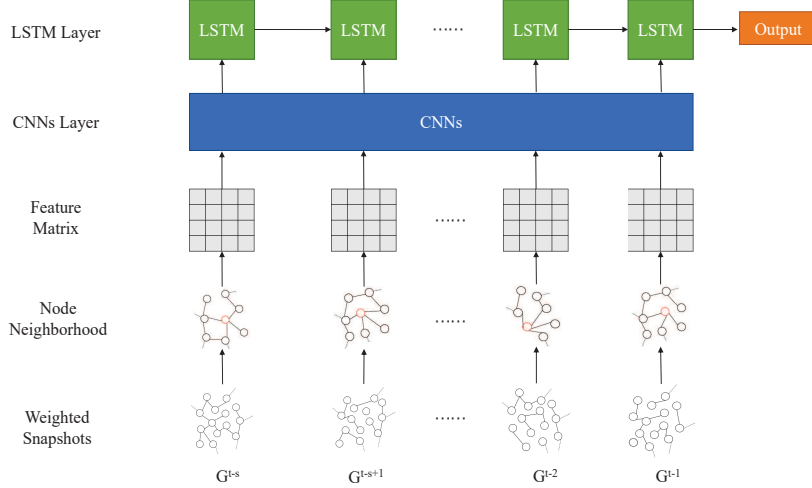 LSTM Layer
LSTM
LSTM
……
LSTM
LSTM
Output
CNNs Layer
CNNs
Feature
Matrix
……
Node
Neighborhood
……
Weighted
Snapshots
……
G^t-s
G^t-s+1
G^t-2
G^t-1